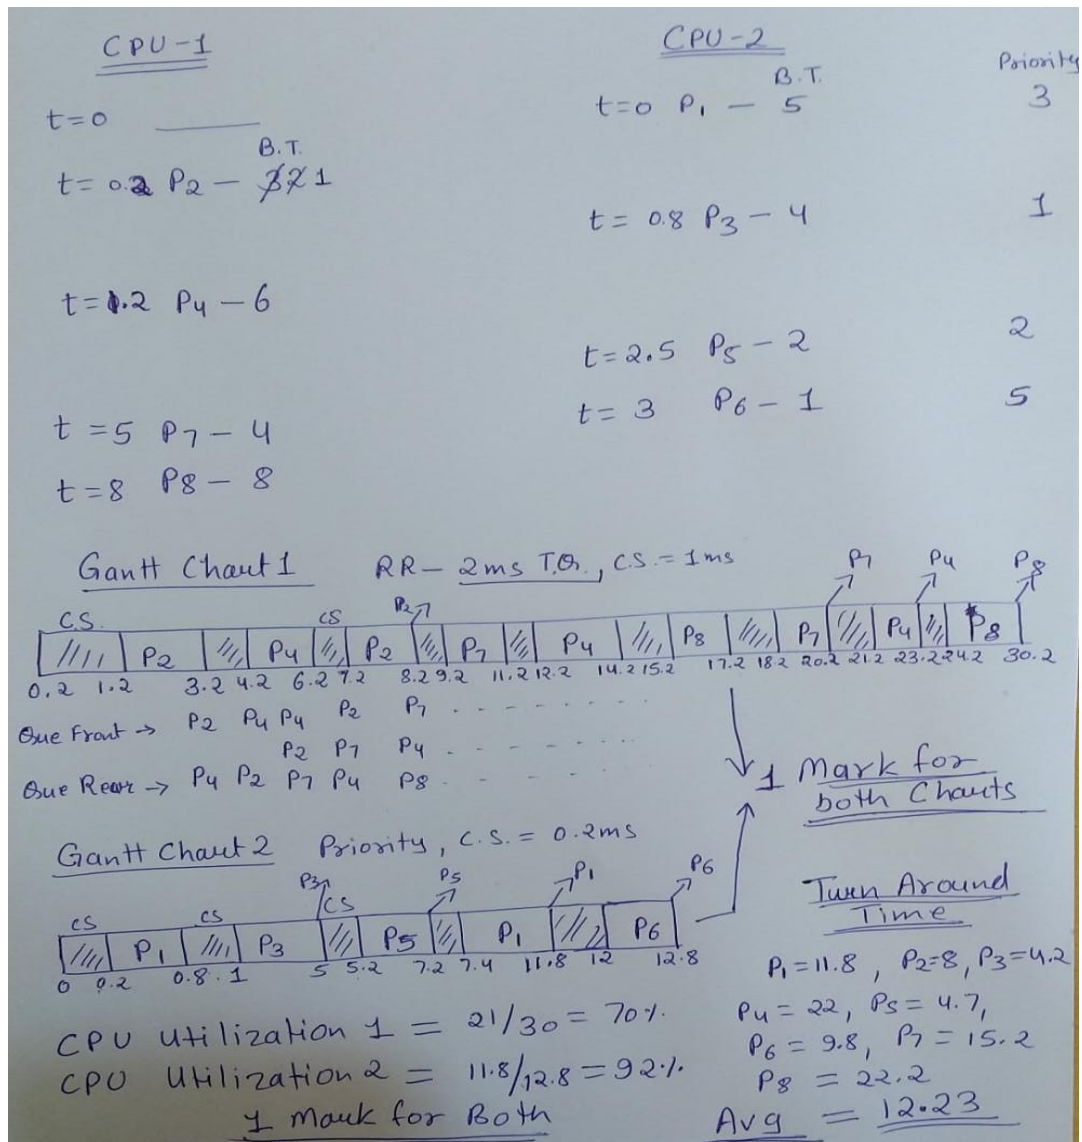 CPU-1 CPU-2
B.T. Priority
t=0 t=0 P1 - 5 3
B.T.
t= 0.2 P2 - 3 2 1
t= 0.8 P3 - 4 1
t=1.2 P4 - 6
t=2.5 P5 - 2 2
t= 3 P6 - 1 5
t =5 P7 - 4
t=8 P8 - 8
Gantt Chart 1 RR- 2ms T.Q., C.S.= 1ms
P2 P7 P4 P8
C.S. CS
P2 P4 P2 P7 P4 P8 P7 P4 P8
0.2 1.2 3.2 4.2 6.2 7.2 8.2 9.2 11.2 12.2 14.2 15.2 17.2 18.2 20.2 21.2 23.2 24.2 30.2
Que Front → P2 P4 P4 P2 P7 - - - - - - - -
P2 P7 P4 - - - - - - -
Que Rear → P4 P2 P7 P4 P8 - - - - - -
1 Mark for
both Charts
Gantt Chart 2 Priority, C.S. = 0.2ms
P3 P5 P1 P6
CS CS CS
P1 P3 P5 P1 P6
0 0.2 0.8 1 5 5.2 7.2 7.4 11.8 12 12.8
CPU Utilization 1 = 21/30 = 70%.
CPU Utilization 2 = 11.8/12.8 = 92%.
1 Mark for Both
Turn Around
Time
P1 = 11.8, P2=8, P3=4.2
P4 = 22, P5 = 4.7,
P6 = 9.8, P7 = 15.2
P8 = 22.2
Avg = 12.23